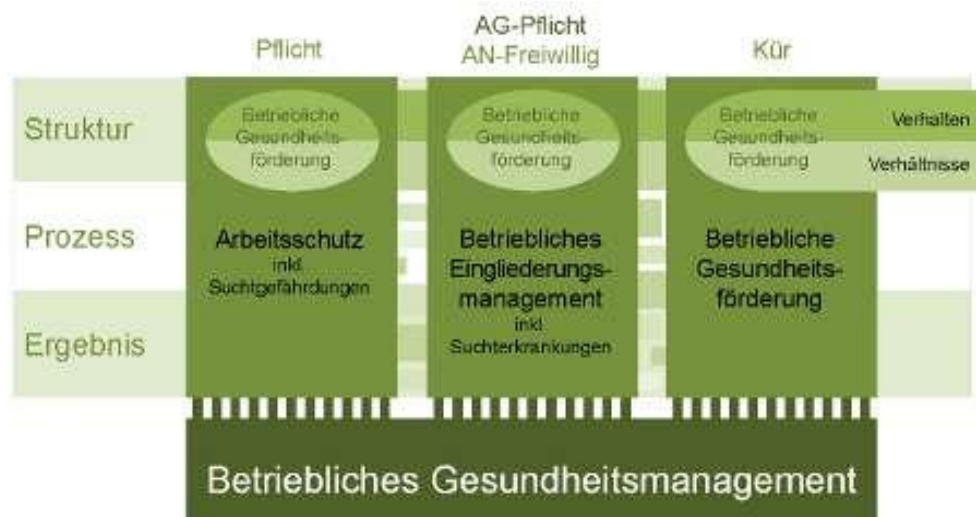 Pflicht
AG-Pflicht
AN-Freiwillig
Kür
Struktur
Prozess
Ergebnis
Betriebliche
Gesundheits-
förderung
Arbeitsschutz
inkl.
Suchtgefährdungen
Betriebliche
Gesundheits-
förderung
Betriebliches
Eingliederungs-
management
inkl
Suchterkrankungen
Betriebliche
Gesundheits-
förderung
Betriebliche
Gesundheits-
förderung
Verhalten
Verhältnisse
Betriebliches Gesundheitsmanagement